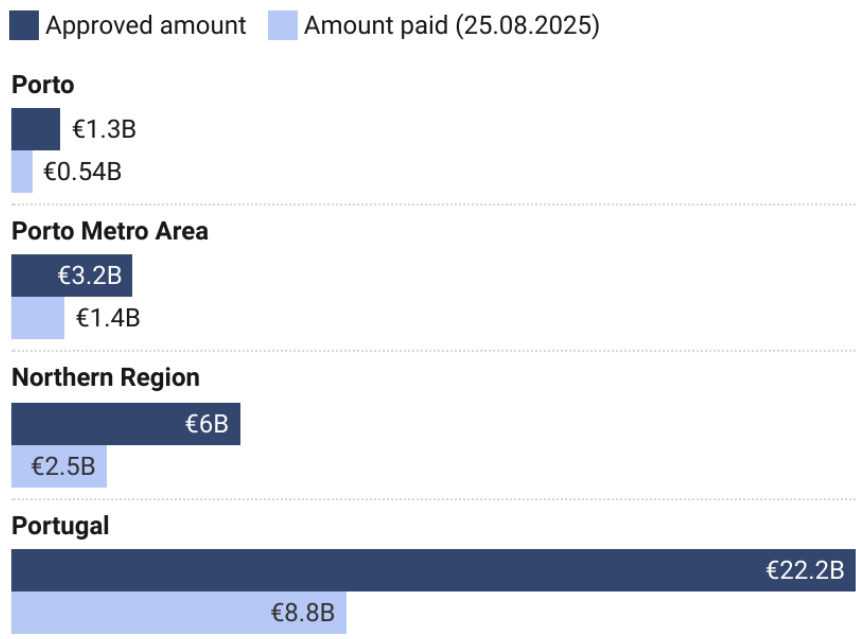 Approved amount Amount paid (25.08.2025)
Porto
€1.3B
€0.54B
Porto Metro Area
€3.2B
€1.4B
Northern Region
€6B
€2.5B
Portugal
€22.2B
€8.8B